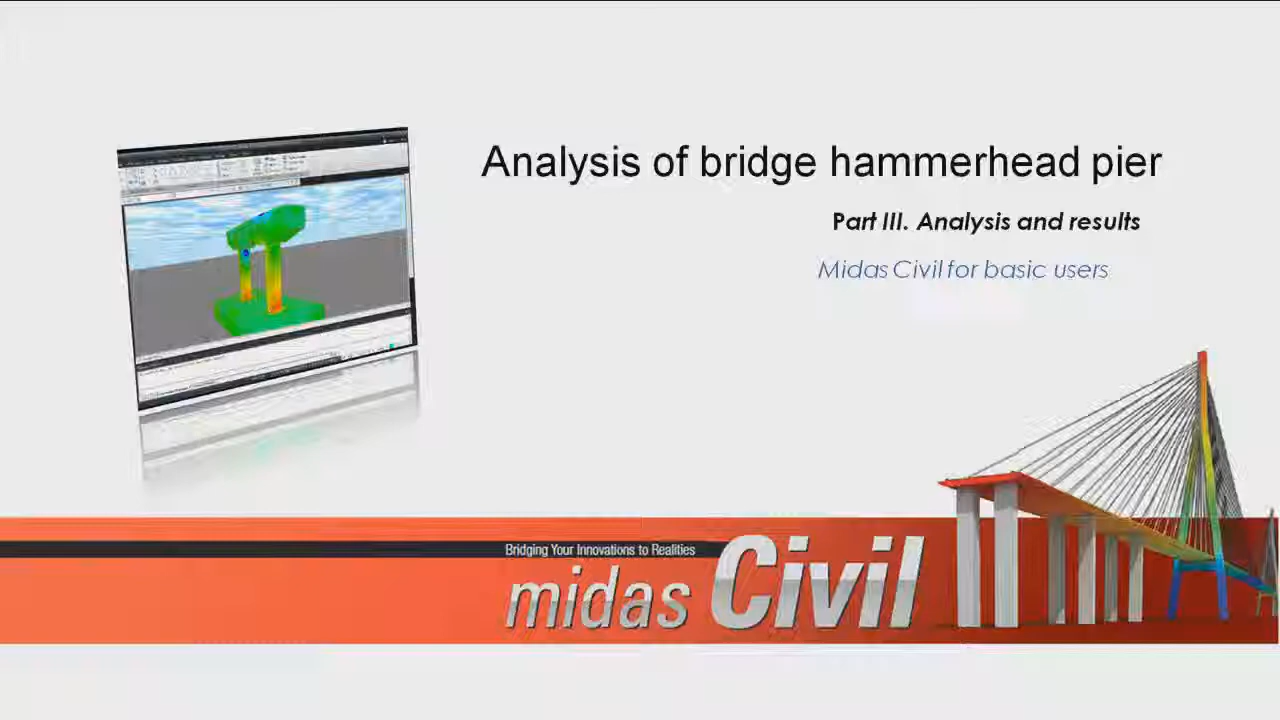 Analysis of bridge hammerhead pier
Part III. Analysis and results
Midas Civil for basic users
Bridging Your Innovations to Realities
midas Civil